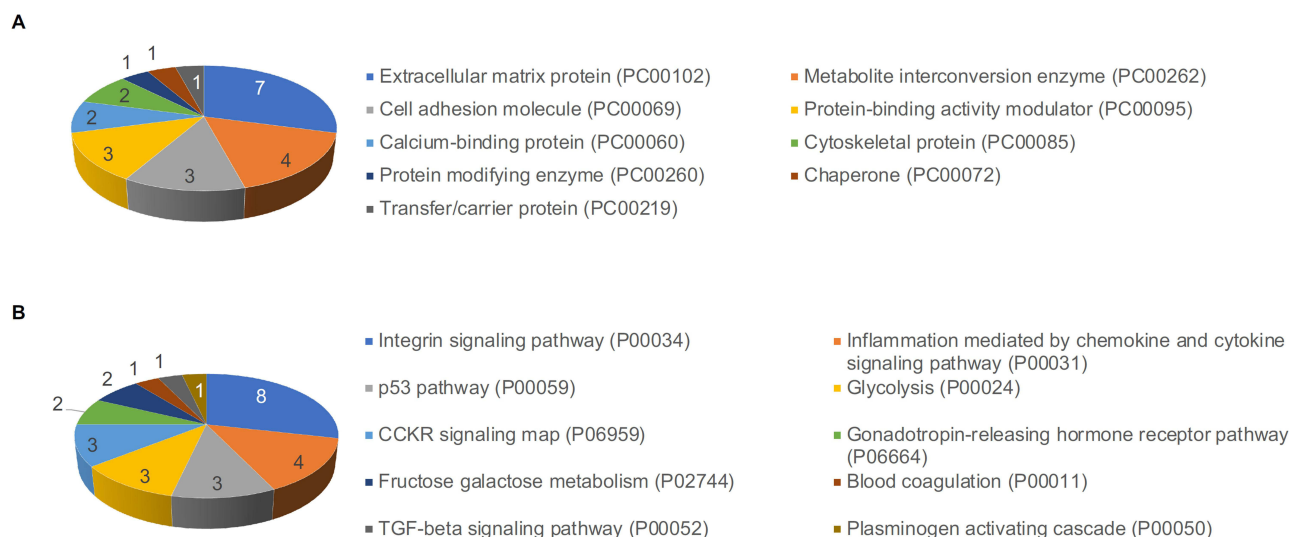 A
1
1
1
7
2
2
3
3
4
Extracellular matrix protein (PC00102)
Metabolite interconversion enzyme (PC00262)
Cell adhesion molecule (PC00069)
Protein-binding activity modulator (PC00095)
Calcium-binding protein (PC00060)
Cytoskeletal protein (PC00085)
Protein modifying enzyme (PC00260)
Chaperone (PC00072)
Transfer/carrier protein (PC00219)
B
1
1
1
2
8
2
3
3
3
4
Integrin signaling pathway (P00034)
Inflammation mediated by chemokine and cytokine
signaling pathway (P00031)
p53 pathway (P00059)
Glycolysis (P00024)
CCKR signaling map (P06959)
Gonadotropin-releasing hormone receptor pathway
(P06664)
Fructose galactose metabolism (P02744)
Blood coagulation (P00011)
TGF-beta signaling pathway (P00052)
Plasminogen activating cascade (P00050)